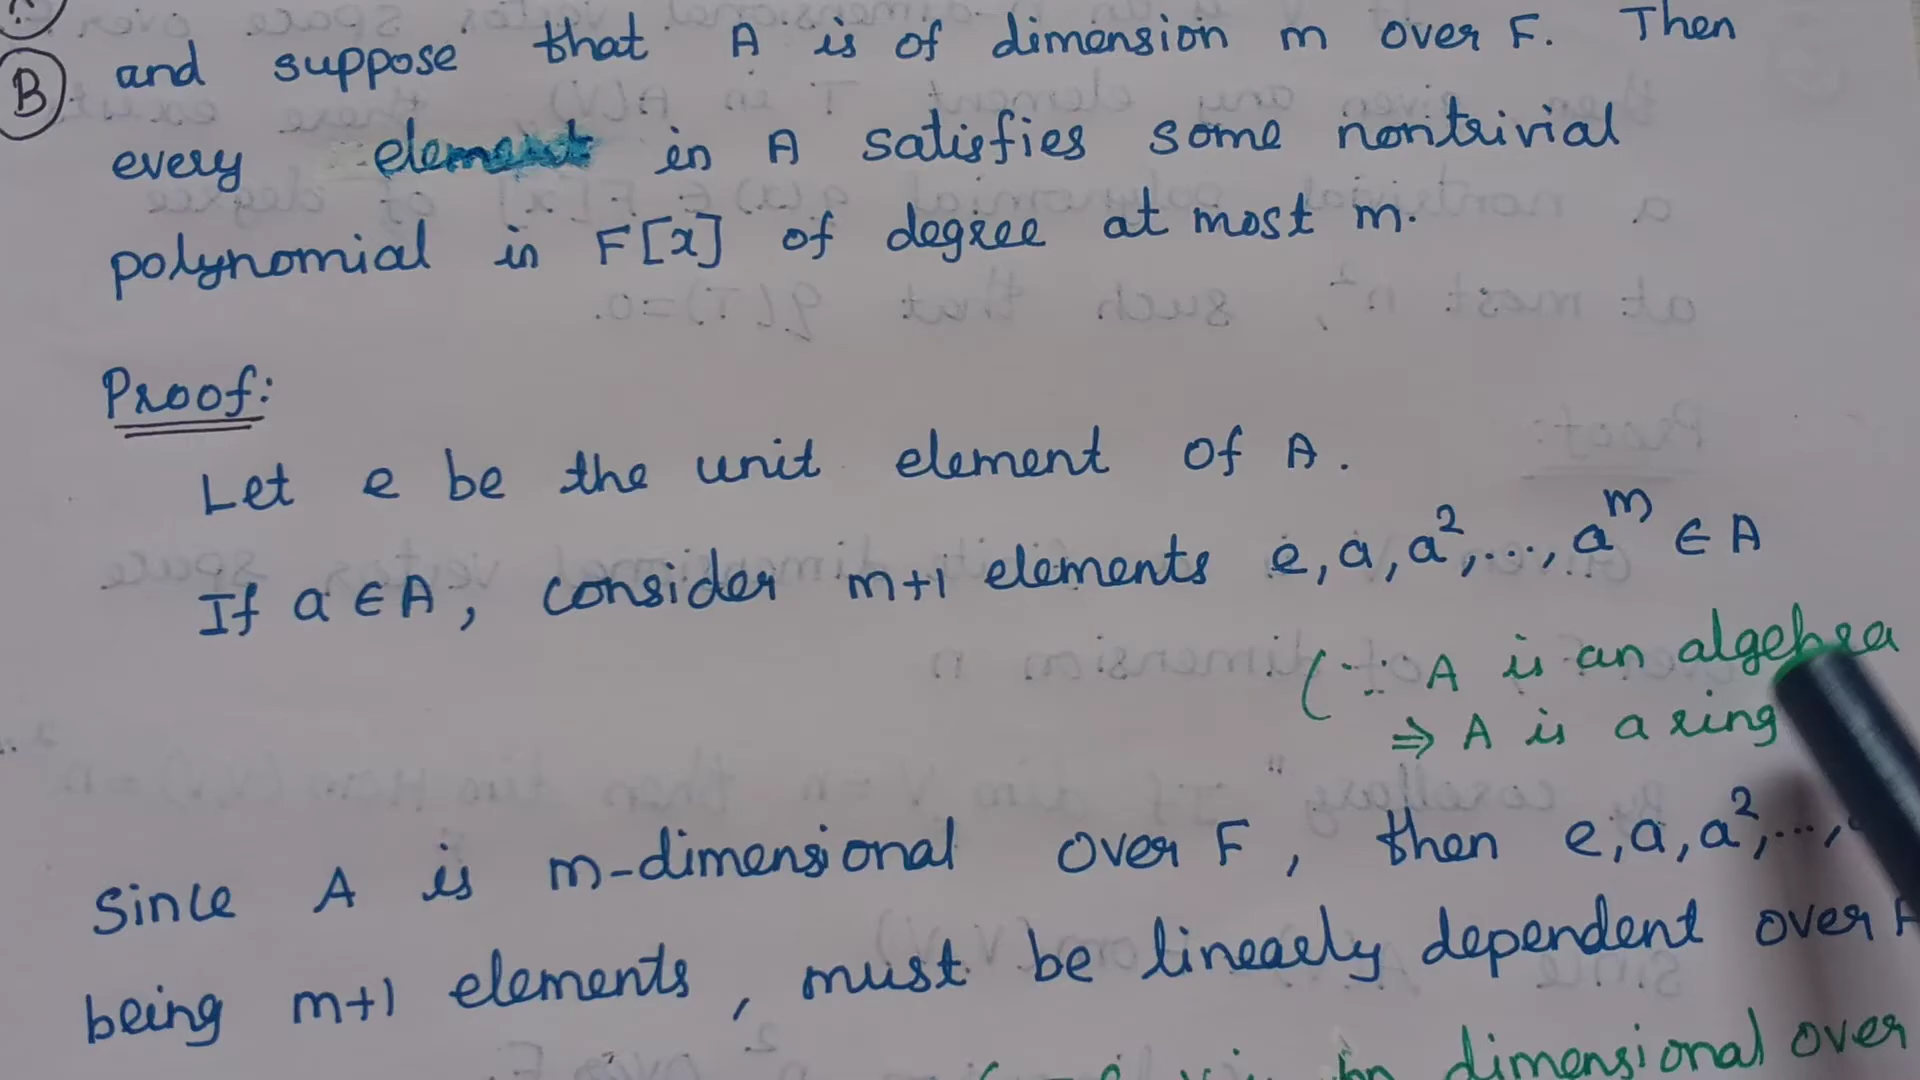 B
and suppose that A is of dimension m over F. Then
every element in A satisfies some nontrivial
polynomial in F[x] of degree at most m.
Proof:
Let e be the unit element of A.
If a ∈ A, consider m+1 elements e, a, a², ..., aᵐ ∈ A
(∵ A is an algebra
⇒ A is a ring
Since A is m-dimensional over F, then e, a, a², ...,
being m+1 elements, must be linearly dependent over
dimensional over